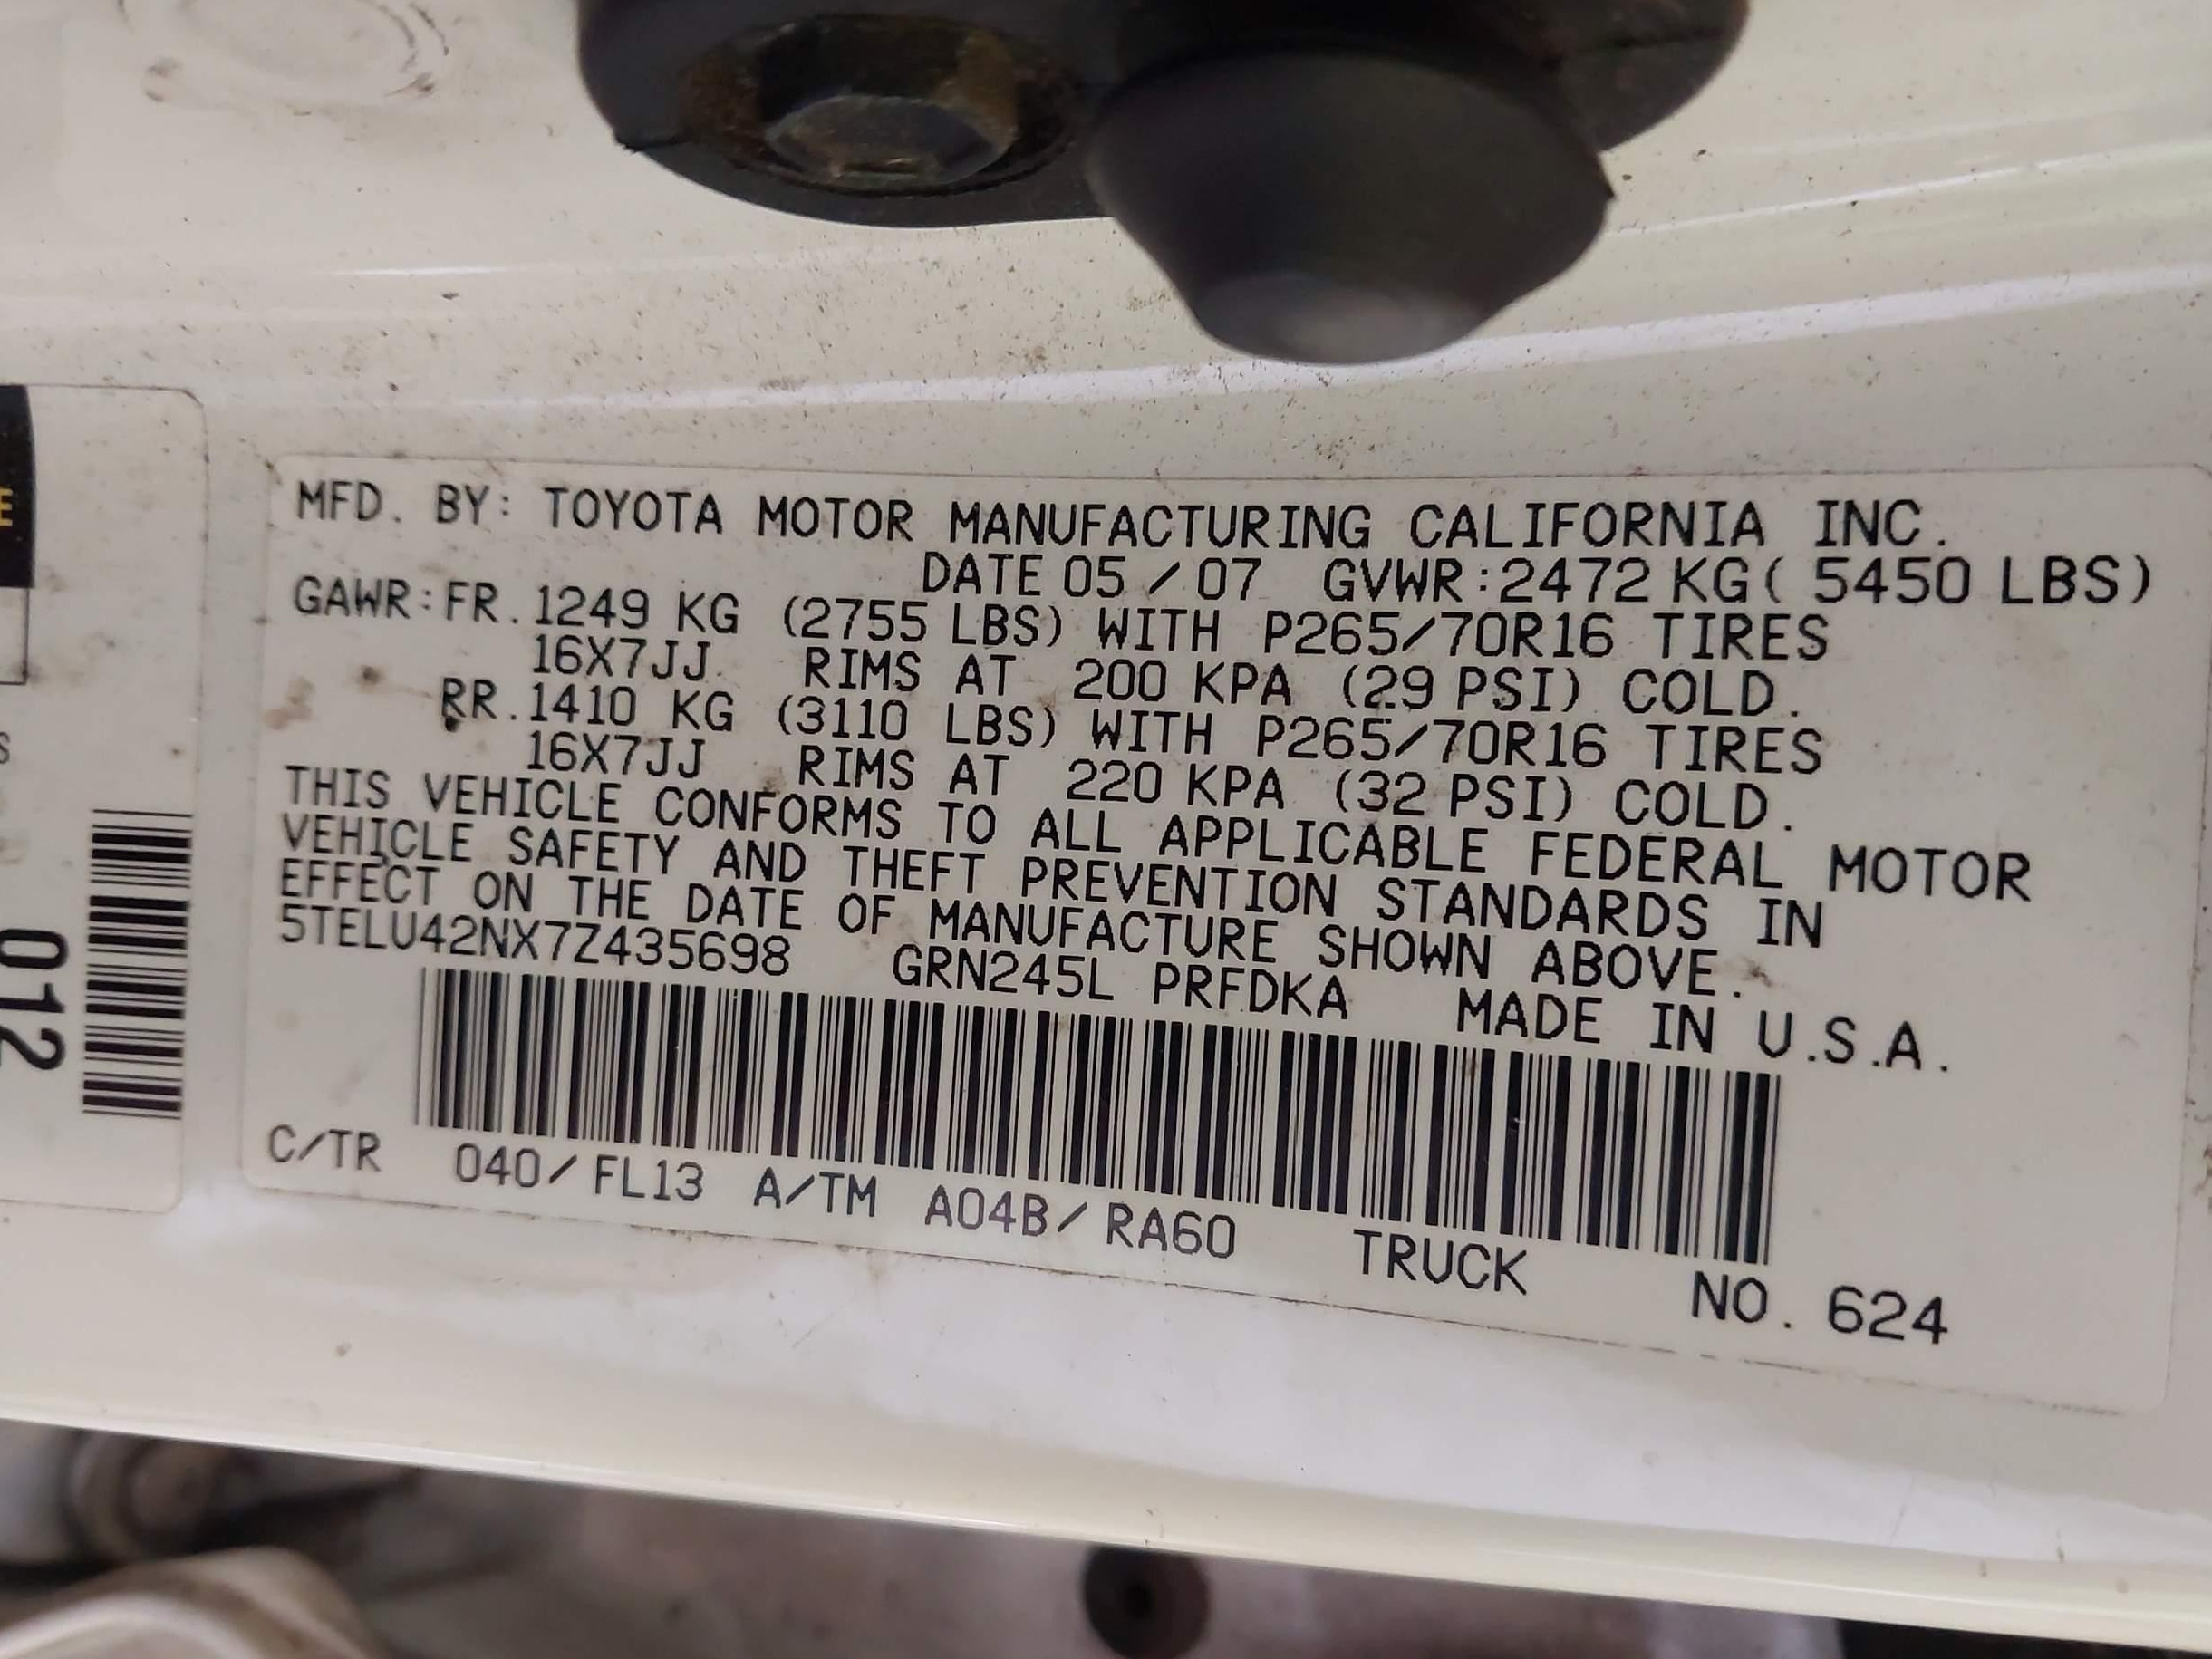 MFD. BY: TOYOTA MOTOR MANUFACTURING CALIFORNIA INC.
DATE 05 / 07 GVWR:2472 KG( 5450 LBS)
GAWR:FR.1249 KG (2755 LBS) WITH P265/70R16 TIRES
16X7JJ RIMS AT 200 KPA (29 PSI) COLD.
RR.1410 KG (3110 LBS) WITH P265/70R16 TIRES
16X7JJ RIMS AT 220 KPA (32 PSI) COLD.
THIS VEHICLE CONFORMS TO ALL APPLICABLE FEDERAL MOTOR
VEHICLE SAFETY AND THEFT PREVENTION STANDARDS IN
EFFECT ON THE DATE OF MANUFACTURE SHOWN ABOVE.
5TELU42NX7Z435698 GRN245L PRFDKA MADE IN U.S.A.
C/TR 040/ FL13 A/TM A04B/ RA60 TRUCK NO. 624
E
S
012